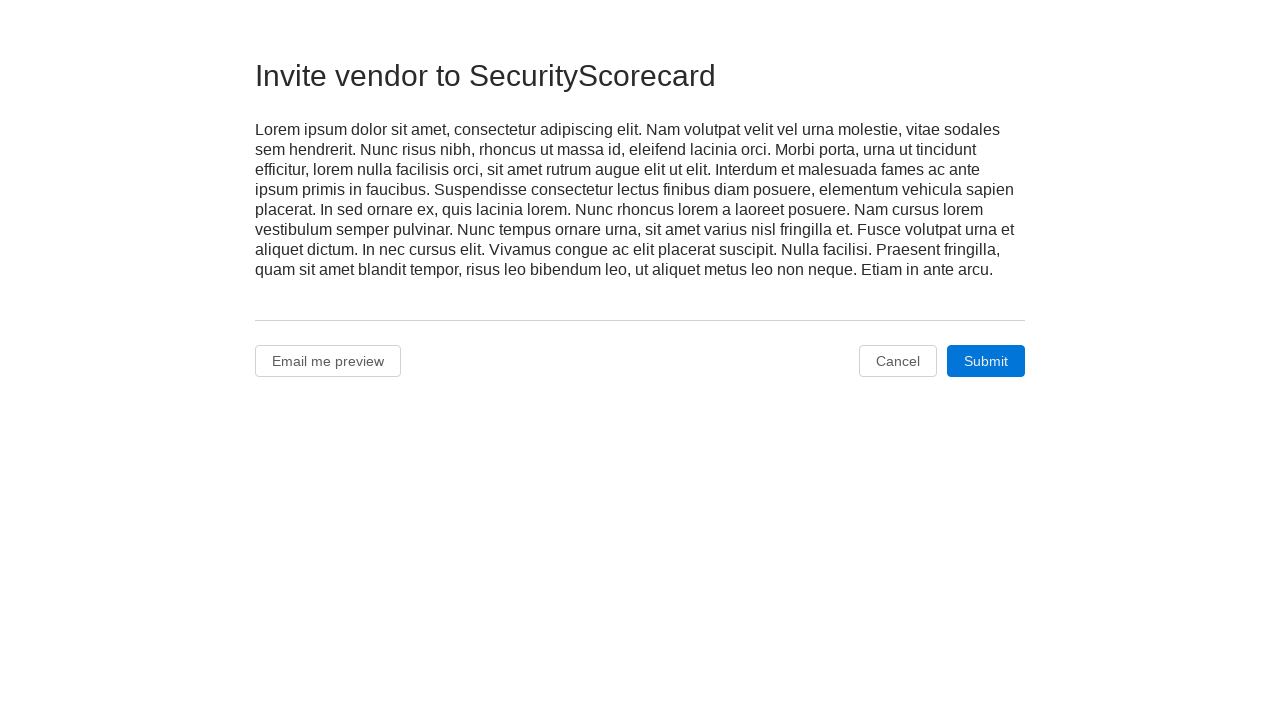 Invite vendor to SecurityScorecard
Lorem ipsum dolor sit amet, consectetur adipiscing elit. Nam volutpat velit vel urna molestie, vitae sodales
sem hendrerit. Nunc risus nibh, rhoncus ut massa id, eleifend lacinia orci. Morbi porta, urna ut tincidunt
efficitur, lorem nulla facilisis orci, sit amet rutrum augue elit ut elit. Interdum et malesuada fames ac ante
ipsum primis in faucibus. Suspendisse consectetur lectus finibus diam posuere, elementum vehicula sapien
placerat. In sed ornare ex, quis lacinia lorem. Nunc rhoncus lorem a laoreet posuere. Nam cursus lorem
vestibulum semper pulvinar. Nunc tempus ornare urna, sit amet varius nisl fringilla et. Fusce volutpat urna et
aliquet dictum. In nec cursus elit. Vivamus congue ac elit placerat suscipit. Nulla facilisi. Praesent fringilla,
quam sit amet blandit tempor, risus leo bibendum leo, ut aliquet metus leo non neque. Etiam in ante arcu.
Email me preview
Cancel
Submit